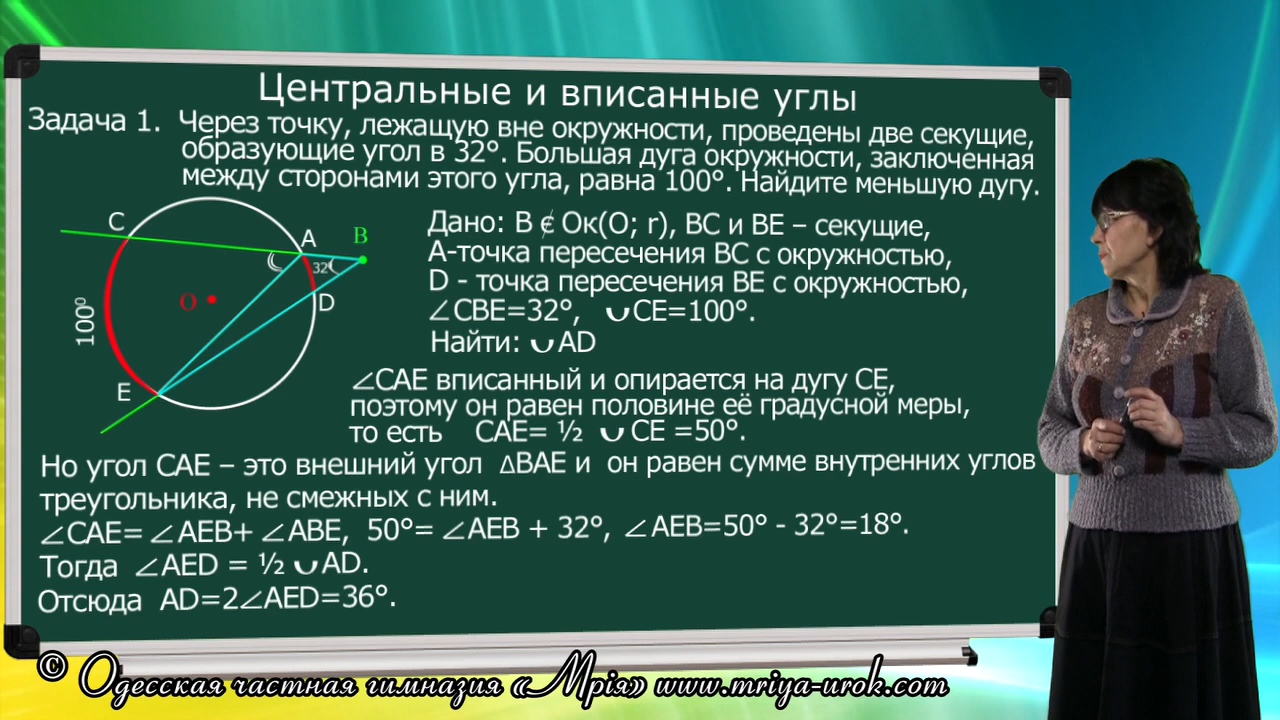 Центральные и вписанные углы
Задача 1. Через точку, лежащую вне окружности, проведены две секущие,
образующие угол в 32°. Большая дуга окружности, заключенная
между сторонами этого угла, равна 100°. Найдите меньшую дугу.
C
A
B
32°
O
D
100⁰
E
Дано: B ∉ Ок(O; r), BC и BE – секущие,
A-точка пересечения BC с окружностью,
D - точка пересечения BE с окружностью,
∠CBE=32°, ◡CE=100°.
Найти: ◡AD
∠CAE вписанный и опирается на дугу CE,
поэтому он равен половине её градусной меры,
то есть CAE= ½ ◡CE =50°.
Но угол CAE – это внешний угол ΔBAE и он равен сумме внутренних углов
треугольника, не смежных с ним.
∠CAE= ∠AEB+ ∠ABE, 50°= ∠AEB + 32°, ∠AEB=50° - 32°=18°.
Тогда ∠AED = ½ ◡AD.
Отсюда AD=2∠AED=36°.
© Одесская частная гимназия «Мрія» www.mriya-urok.com